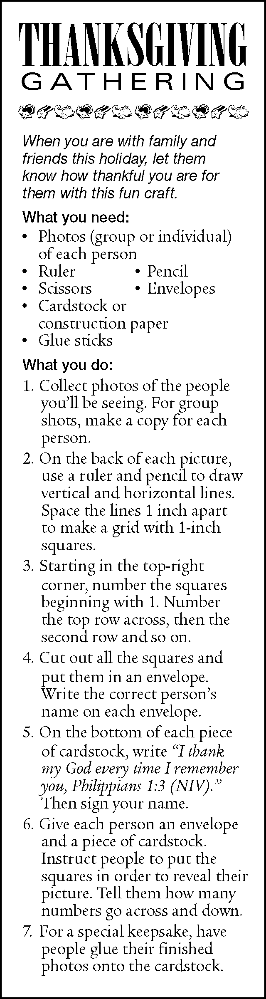 THANKSGIVING
GATHERING
When you are with family and
friends this holiday, let them
know how thankful you are for
them with this fun craft.
What you need:
• Photos (group or individual)
of each person
• Ruler • Pencil
• Scissors • Envelopes
• Cardstock or
construction paper
• Glue sticks
What you do:
1. Collect photos of the people
you’ll be seeing. For group
shots, make a copy for each
person.
2. On the back of each picture,
use a ruler and pencil to draw
vertical and horizontal lines.
Space the lines 1 inch apart
to make a grid with 1-inch
squares.
3. Starting in the top-right
corner, number the squares
beginning with 1. Number
the top row across, then the
second row and so on.
4. Cut out all the squares and
put them in an envelope.
Write the correct person’s
name on each envelope.
5. On the bottom of each piece
of cardstock, write “I thank
my God every time I remember
you, Philippians 1:3 (NIV).”
Then sign your name.
6. Give each person an envelope
and a piece of cardstock.
Instruct people to put the
squares in order to reveal their
picture. Tell them how many
numbers go across and down.
7. For a special keepsake, have
people glue their finished
photos onto the cardstock.